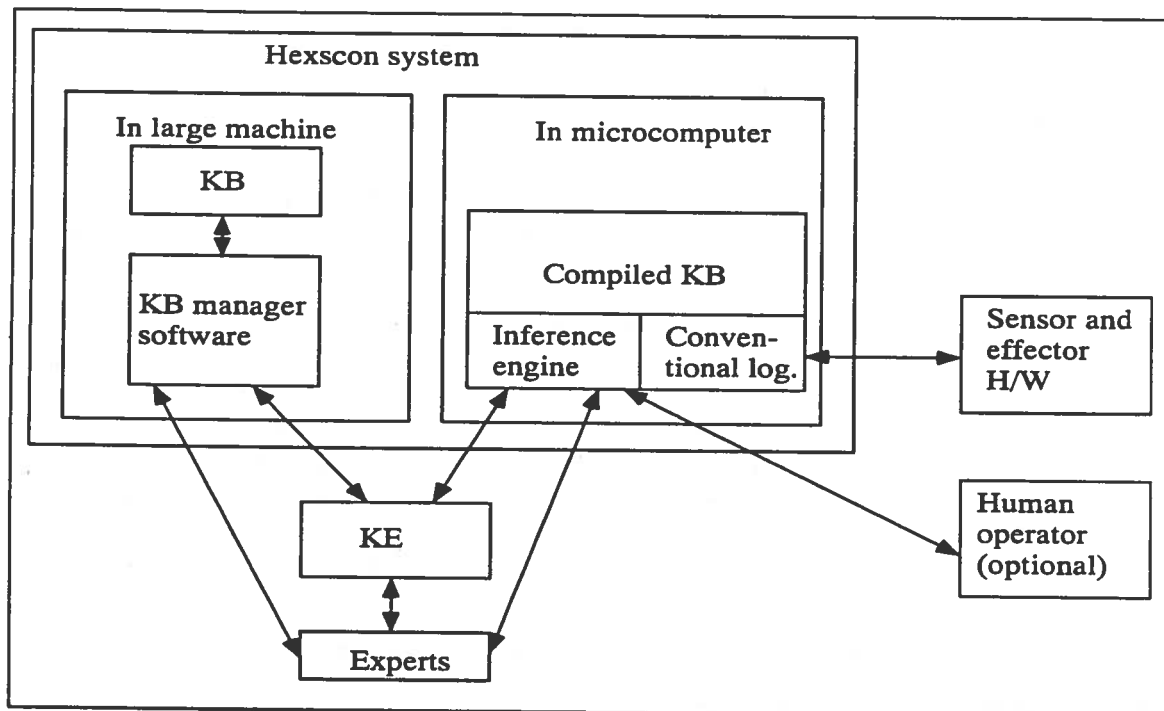 Hexscon system
In large machine
KB
KB manager
software
In microcomputer
Compiled KB
Inference
engine
Conven-
tional log.
Sensor and
effector
H/W
Human
operator
(optional)
KE
Experts